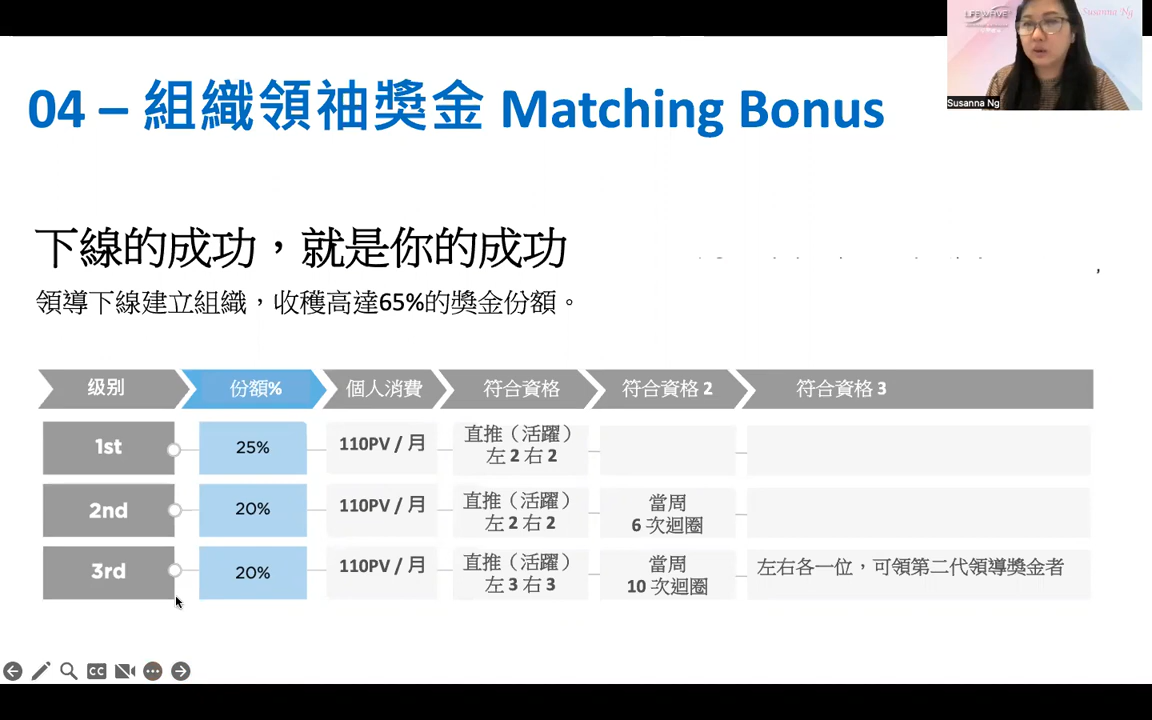 04 – 組織領袖獎金 Matching Bonus
LIFEWAVE
Susanna Ng
Susanna Ng
下線的成功，就是你的成功
領導下線建立組織，收穫高達65%的獎金份額。
级别 份額% 個人消費 符合資格 符合資格 2 符合資格 3
1st 25% 110PV / 月 直推（活躍）
左 2 右 2
2nd 20% 110PV / 月 直推（活躍）
左 2 右 2
當周
6 次迴圈
3rd 20% 110PV / 月 直推（活躍）
左 3 右 3
當周
10 次迴圈
左右各一位，可領第二代領導獎金者
CC